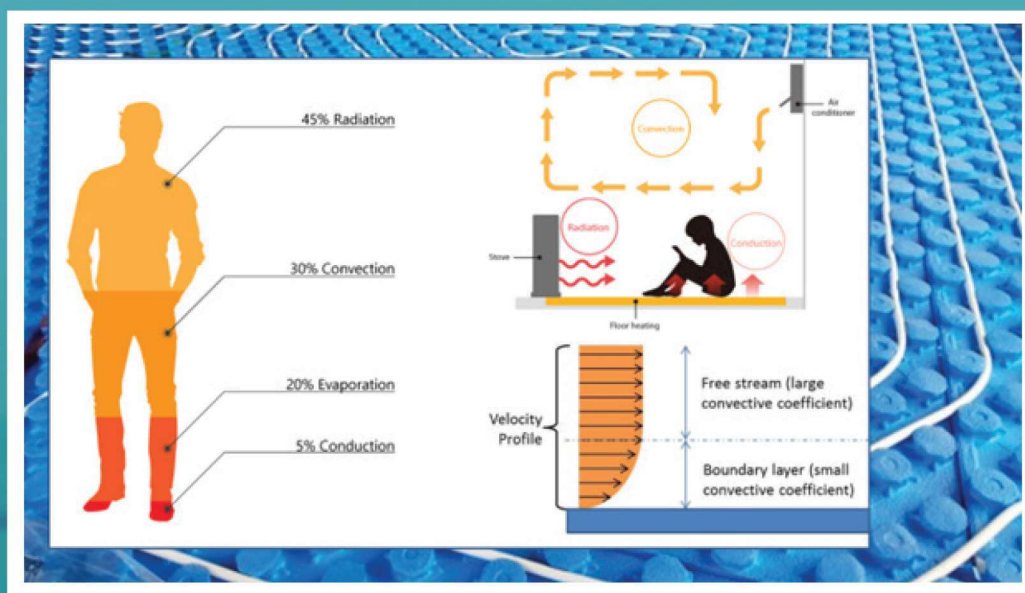 45% Radiation
30% Convection
20% Evaporation
5% Conduction
Convection
Air
conditioner
Radiation
Conduction
Stove
Floor heating
Velocity
Profile
Free stream (large
convective coefficient)
Boundary layer (small
convective coefficient)